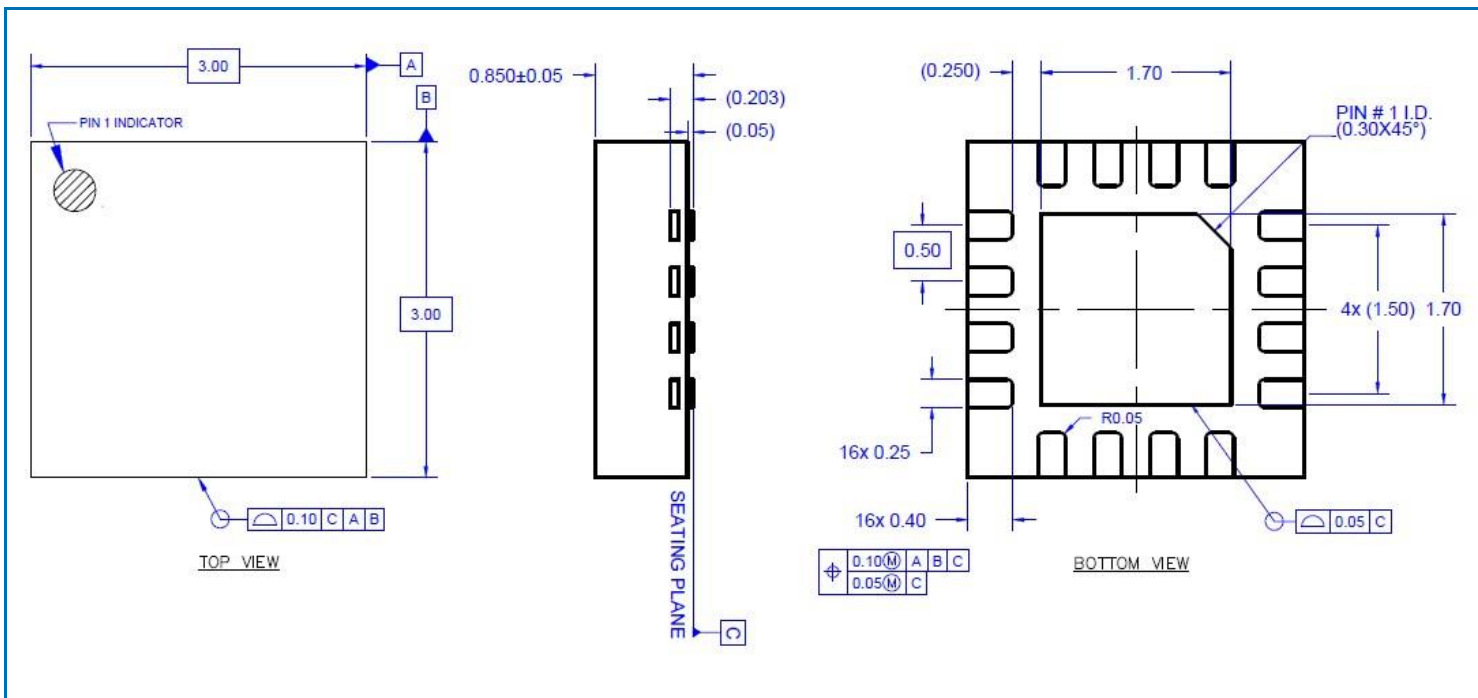 3.00
A
B
PIN 1 INDICATOR
3.00
0.10 C A B
TOP VIEW
0.850±0.05
(0.203)
(0.05)
SEATING PLANE
C
(0.250)
1.70
PIN # 1 I.D.
(0.30X45°)
0.50
4x (1.50)
1.70
R0.05
16x 0.25
16x 0.40
0.10Ⓜ A B C
0.05Ⓜ C
0.05 C
BOTTOM VIEW